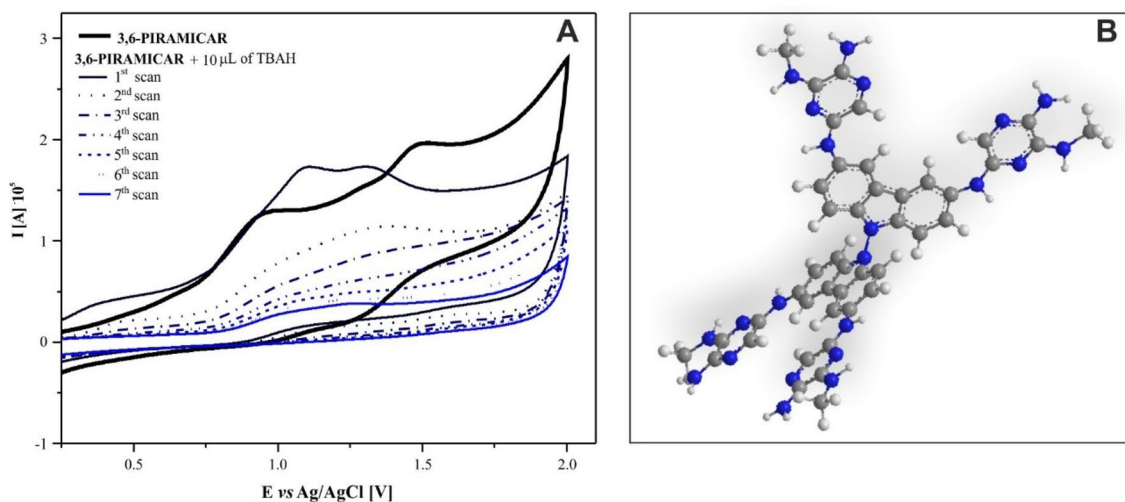 A
3,6-PIRAMICAR
3,6-PIRAMICAR + 10 μL of TBAH
1st scan
2nd scan
3rd scan
4th scan
5th scan
6th scan
7th scan
3
2
1
0
-1
I [A]·10⁵
0.5 1.0 1.5 2.0
E vs Ag/AgCl [V]
B